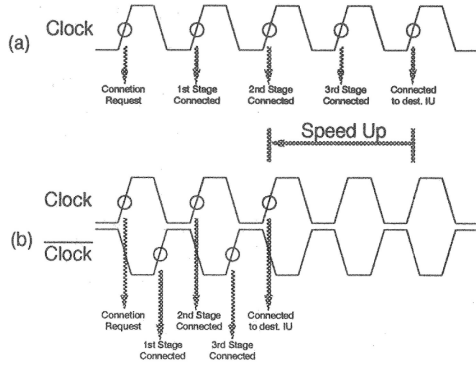 (a)
Clock
Connetion
Request
1st Stage
Connected
2nd Stage
Connected
3rd Stage
Connected
Connected
to dest. IU
Speed Up
Clock
(b)
Clock
Connetion
Request
2nd Stage
Connected
Connected
to dest. IU
1st Stage
Connected
3rd Stage
Connected